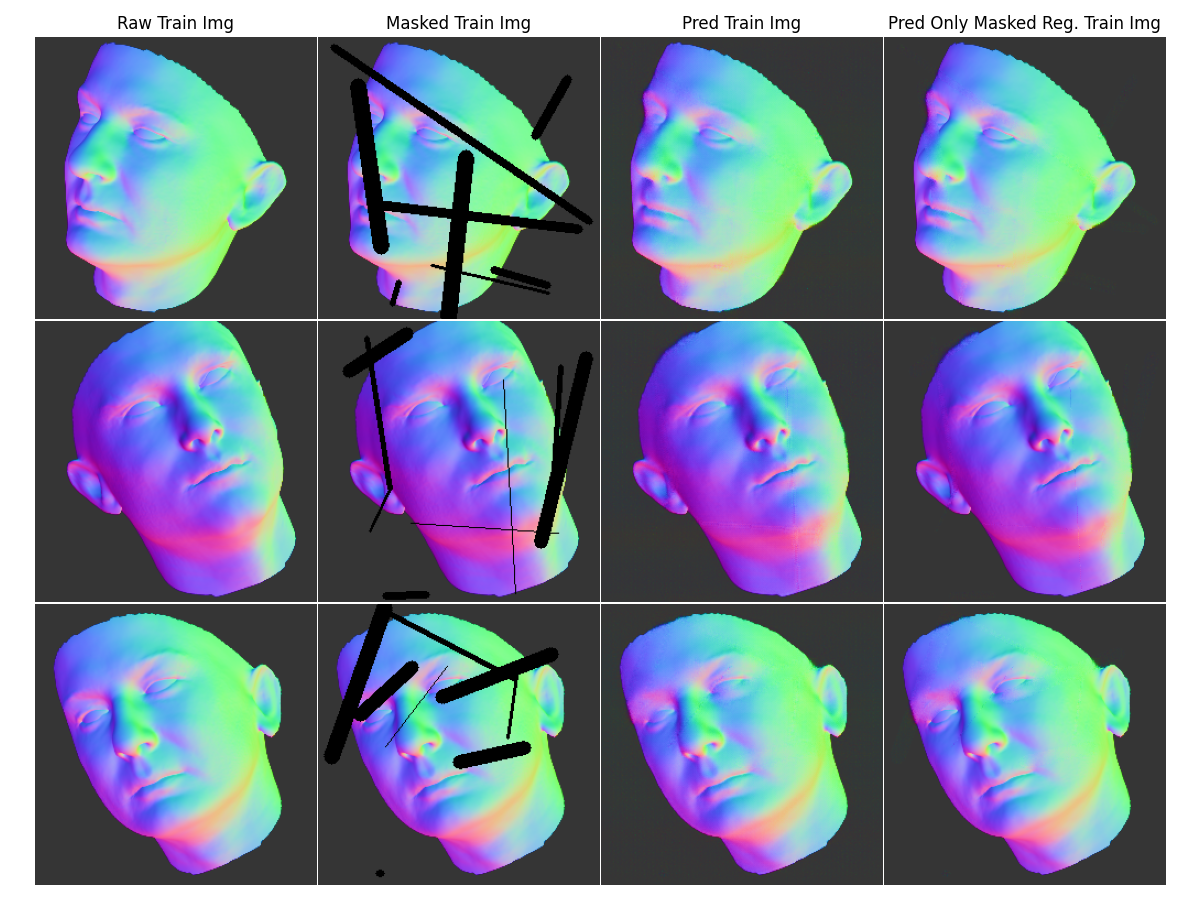 Raw Train Img
Masked Train Img
Pred Train Img
Pred Only Masked Reg. Train Img